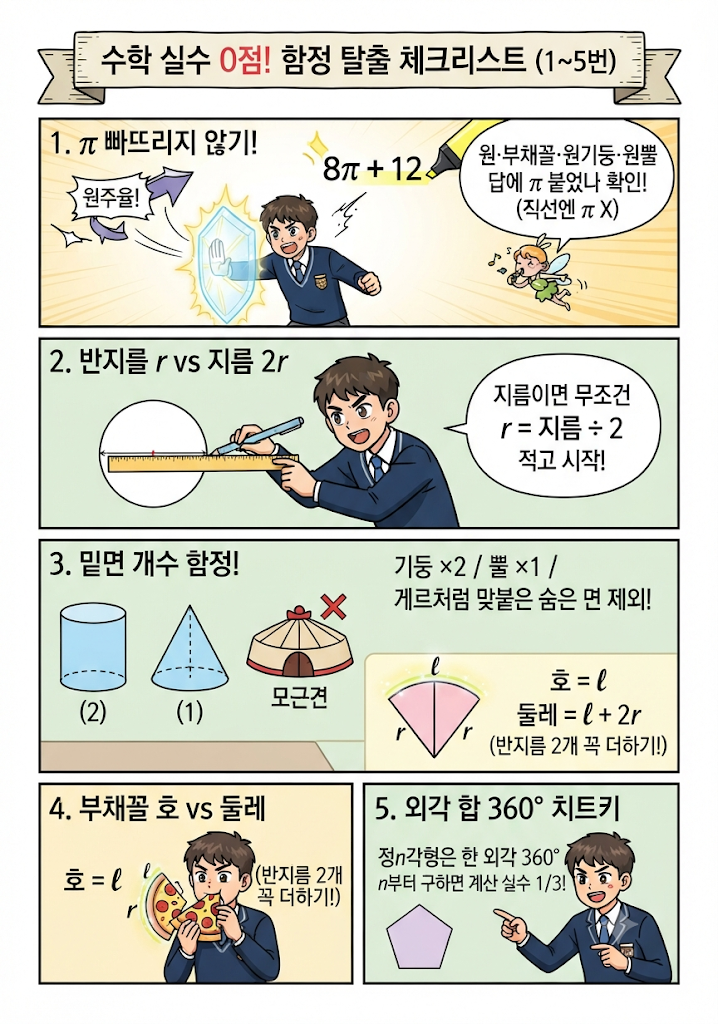 수학 실수 0점! 함정 탈출 체크리스트 (1~5번)
1. π 빠뜨리지 않기!
원주율!
8π + 12
원·부채꼴·원기둥·원뿔
답에 π 붙었나 확인!
(직선엔 π X)
2. 반지를 r vs 지름 2r
지름이면 무조건
r = 지름 ÷ 2
적고 시작!
3. 밑면 개수 함정!
기둥 ×2 / 뿔 ×1 /
게르처럼 맞붙은 숨은 면 제외!
(2)
(1)
모근견
ℓ
r
r
호 = ℓ
둘레 = ℓ + 2r
(반지름 2개 꼭 더하기!)
4. 부채꼴 호 vs 둘레
호 = ℓ
ℓ
r
(반지름 2개
꼭 더하기!)
5. 외각 합 360° 치트키
정n각형은 한 외각 360°
n부터 구하면 계산 실수 1/3!